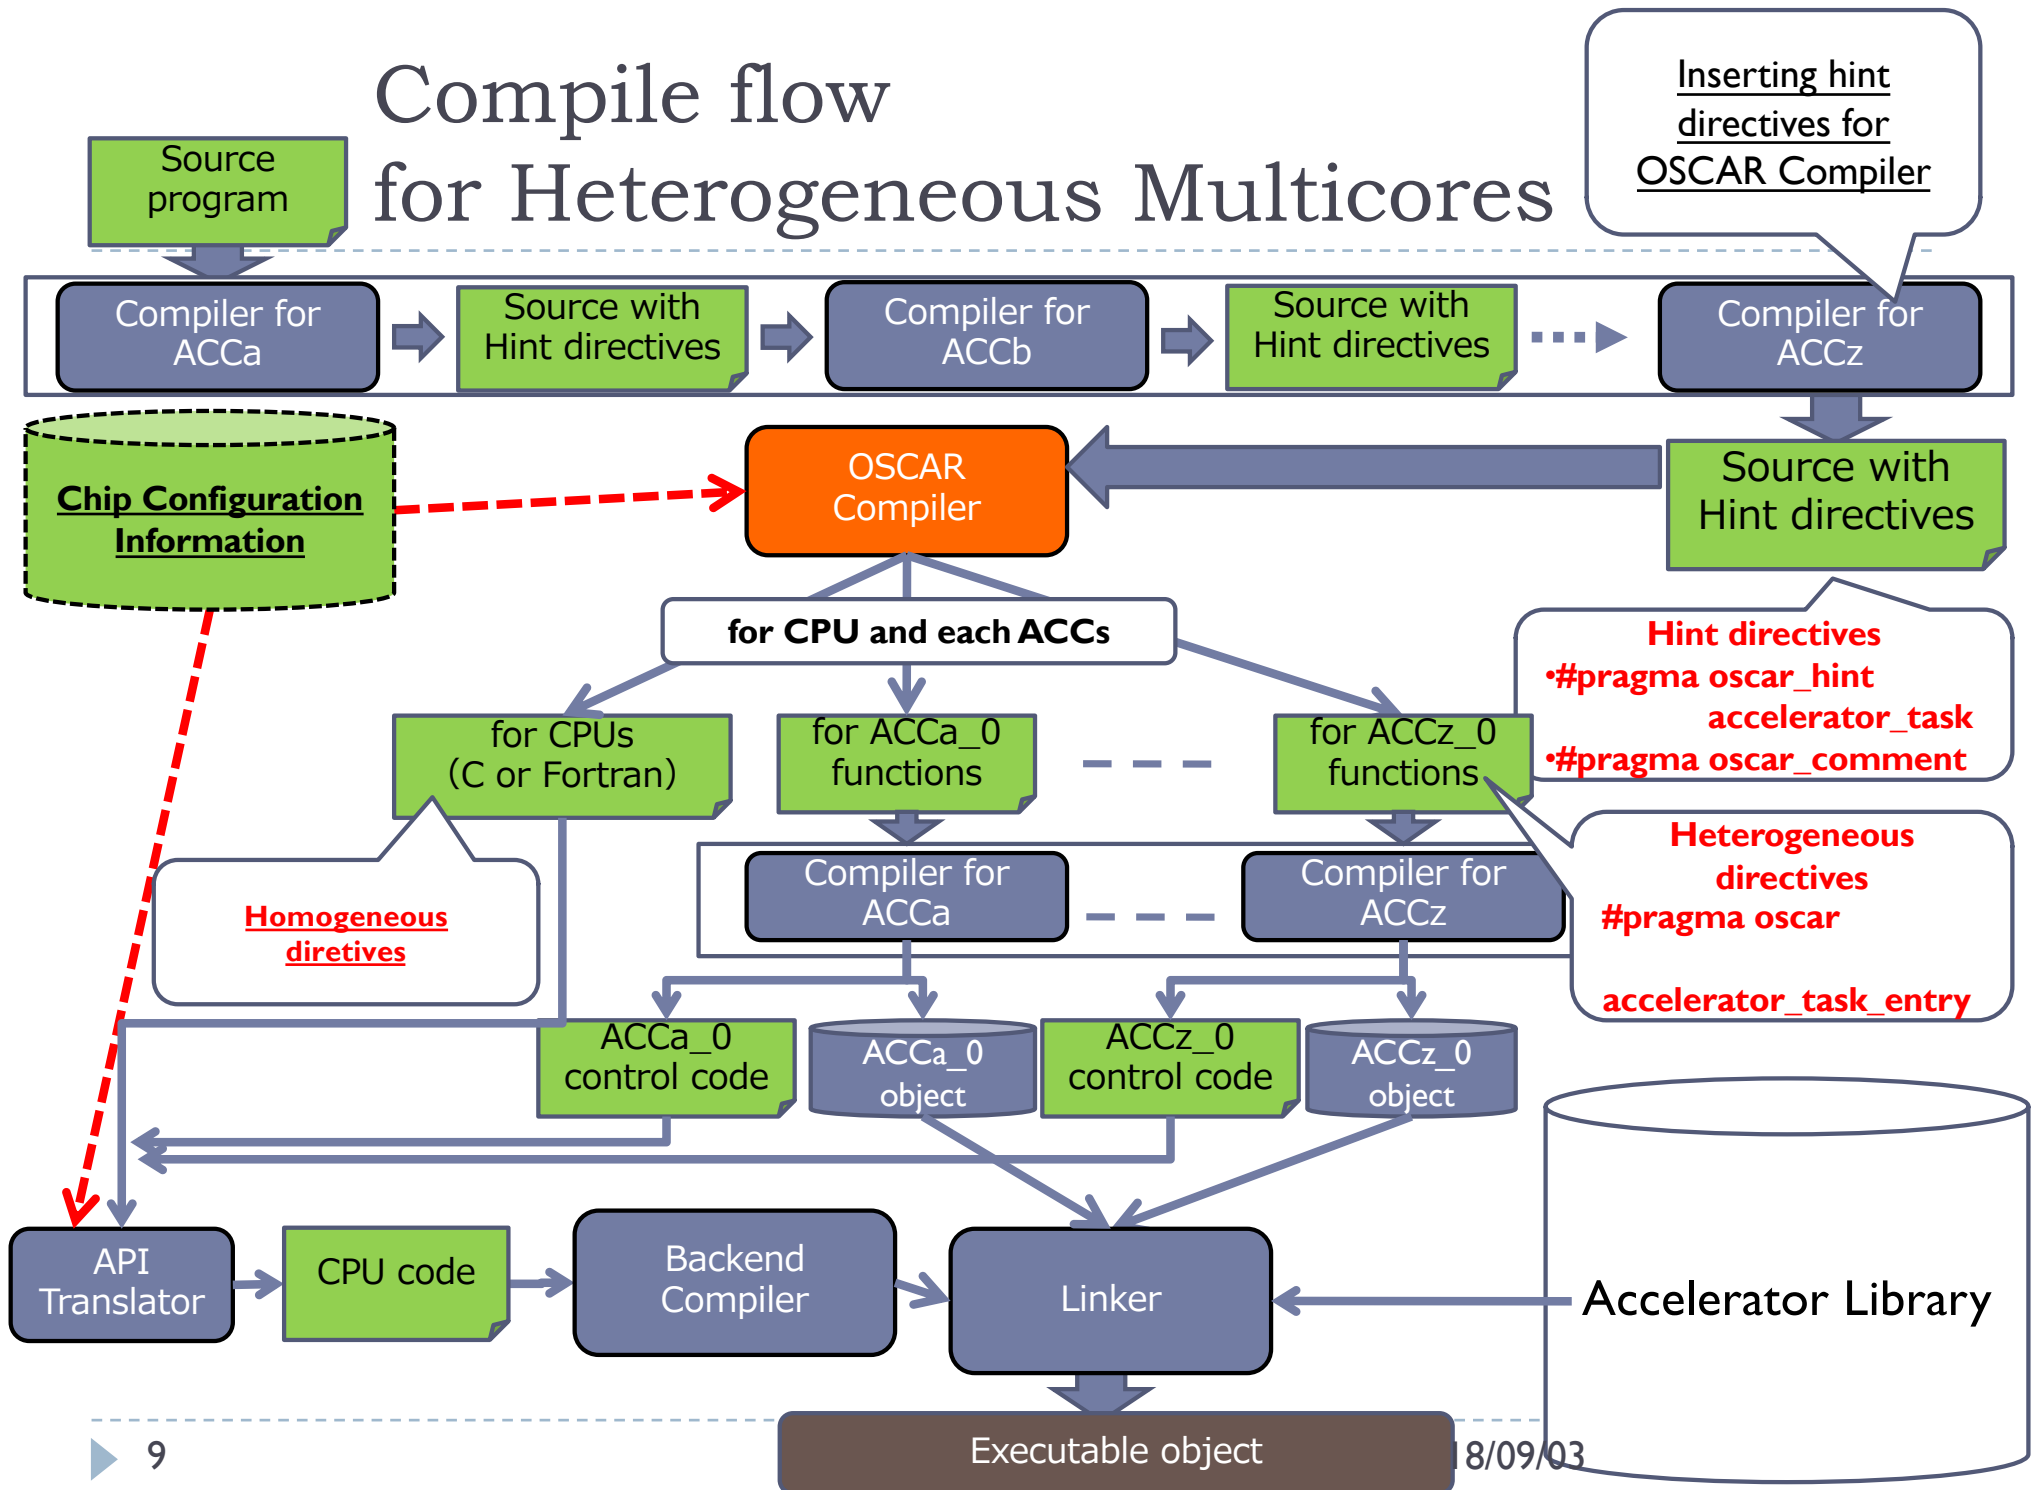 Compile flow
for Heterogeneous Multicores
Inserting hint
directives for
OSCAR Compiler
Source
program
Compiler for
ACCa
Source with
Hint directives
Compiler for
ACCb
Source with
Hint directives
Compiler for
ACCz
Chip Configuration
Information
OSCAR
Compiler
Source with
Hint directives
for CPU and each ACCs
Hint directives
•#pragma oscar_hint
accelerator_task
•#pragma oscar_comment
for CPUs
(C or Fortran)
for ACCa_0
functions
for ACCz_0
functions
Heterogeneous
directives
#pragma oscar
accelerator_task_entry
Compiler for
ACCa
Compiler for
ACCz
Homogeneous
diretives
ACCa_0
control code
ACCa_0
object
ACCz_0
control code
ACCz_0
object
API
Translator
CPU code
Backend
Compiler
Linker
Accelerator Library
Executable object
9
18/09/03